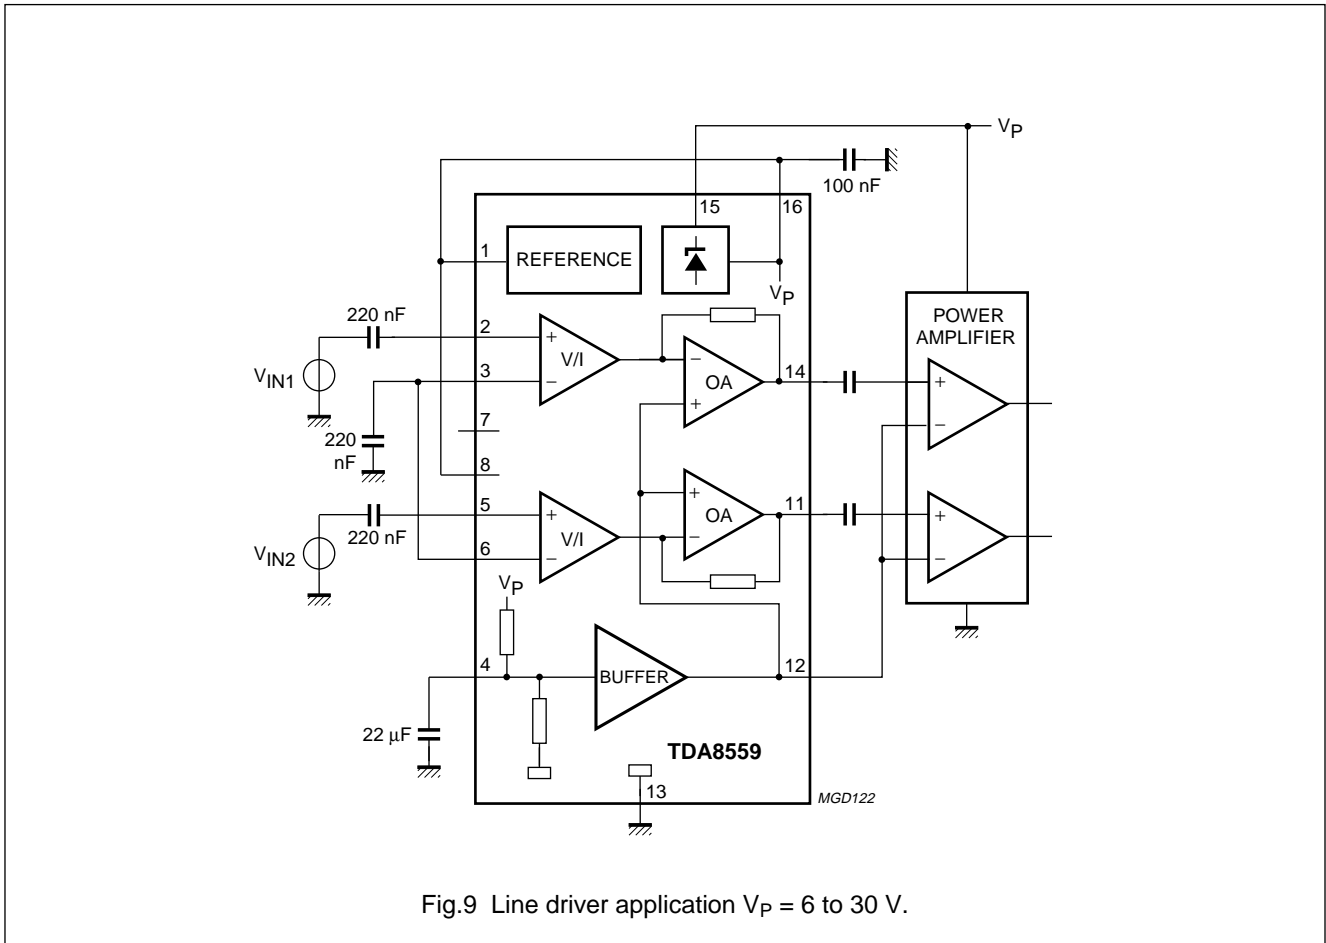 V_P
100 nF
15
16
1
REFERENCE
V_P
POWER
AMPLIFIER
220 nF
2
+
V/I
−
OA
14
+
V_IN1
3
−
+
−
7
220
nF
8
5
+
11
+
V_IN2
220 nF
+
V/I
OA
−
−
6
−
V_P
4
BUFFER
12
22 μF
TDA8559
13
MGD122
Fig.9 Line driver application V_P = 6 to 30 V.